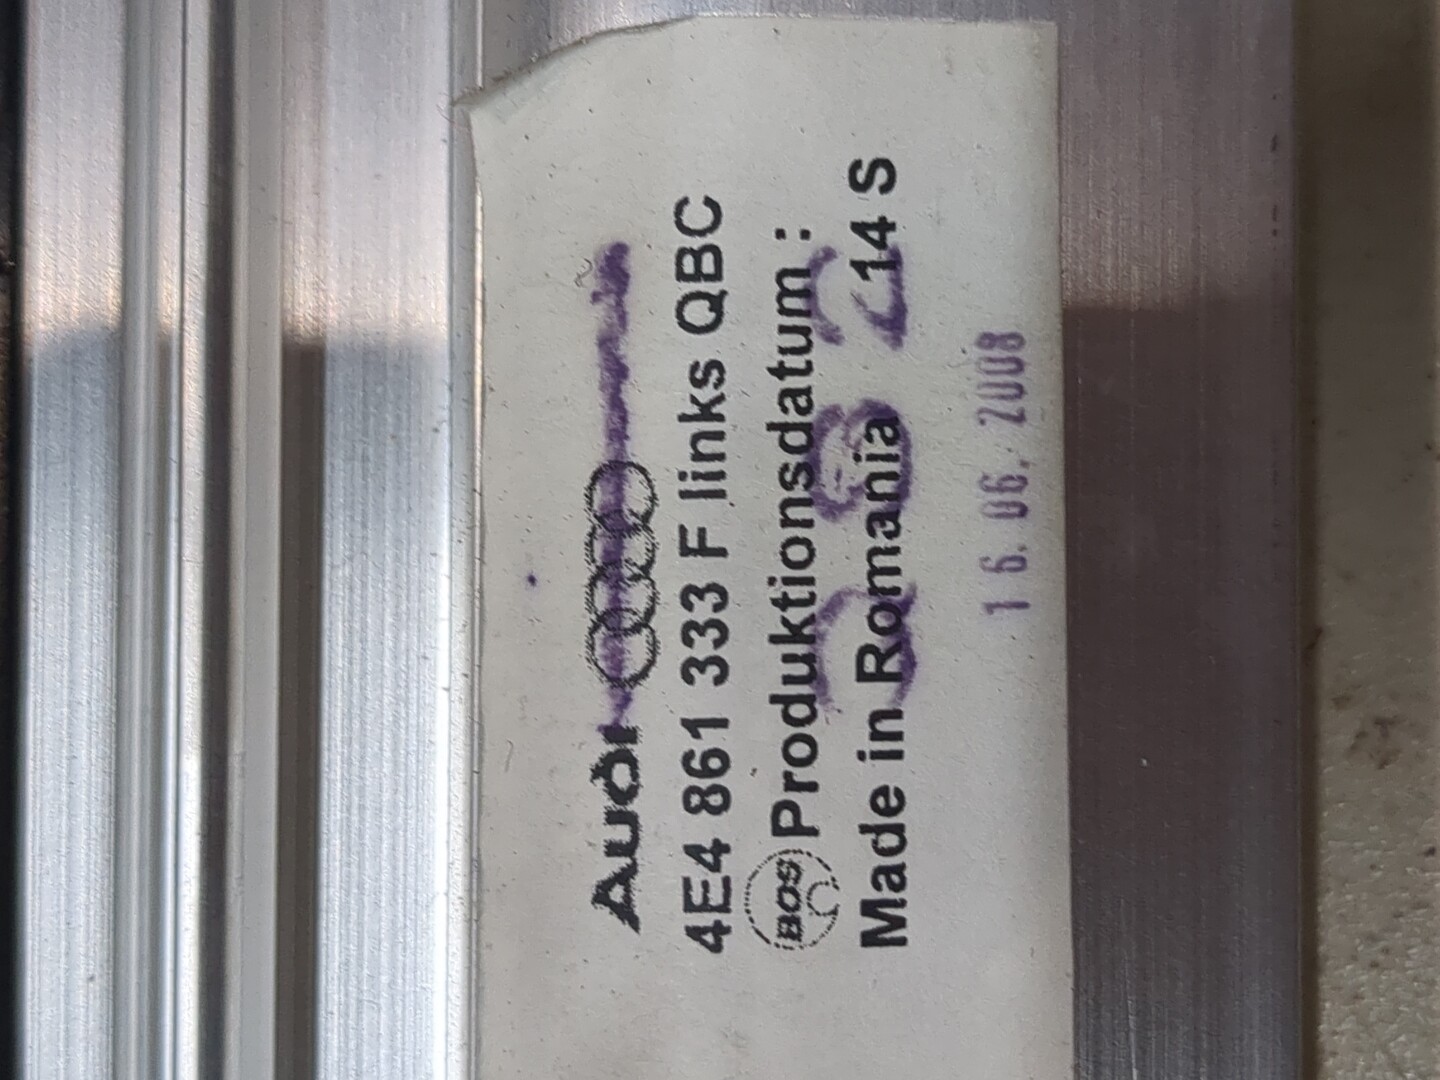 Audi
4E4 861 333 F links QBC
BOS Produktionsdatum :
Made in Romania 14 S
16. 06. 2008